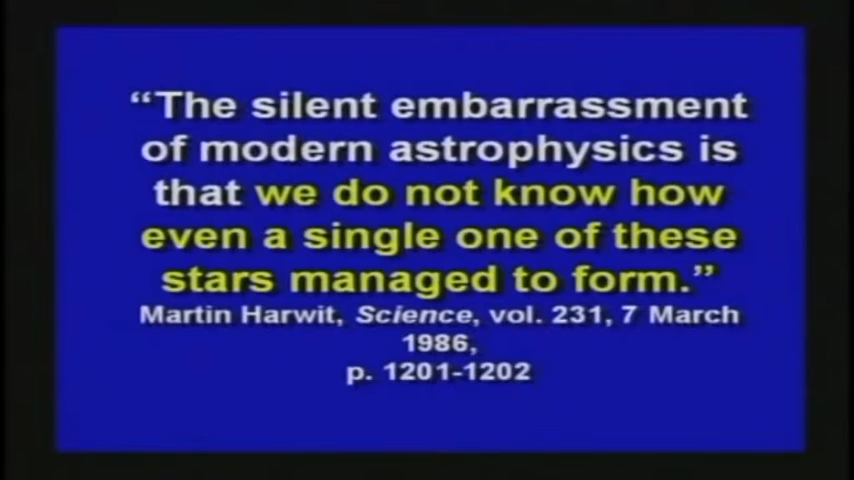 “The silent embarrassment
of modern astrophysics is
that we do not know how
even a single one of these
stars managed to form.”
Martin Harwit, Science, vol. 231, 7 March
1986,
p. 1201-1202